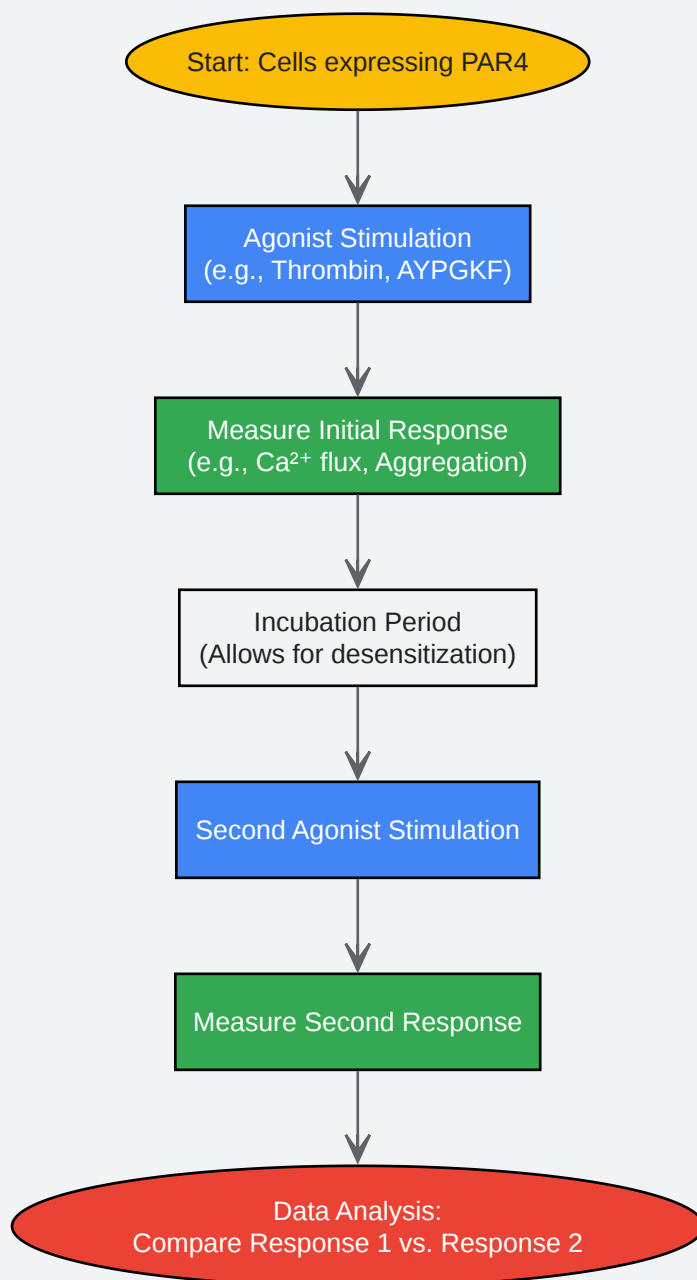 Start: Cells expressing PAR4
Agonist Stimulation
(e.g., Thrombin, AYPGKF)
Measure Initial Response
(e.g., Ca²⁺ flux, Aggregation)
Incubation Period
(Allows for desensitization)
Second Agonist Stimulation
Measure Second Response
Data Analysis:
Compare Response 1 vs. Response 2